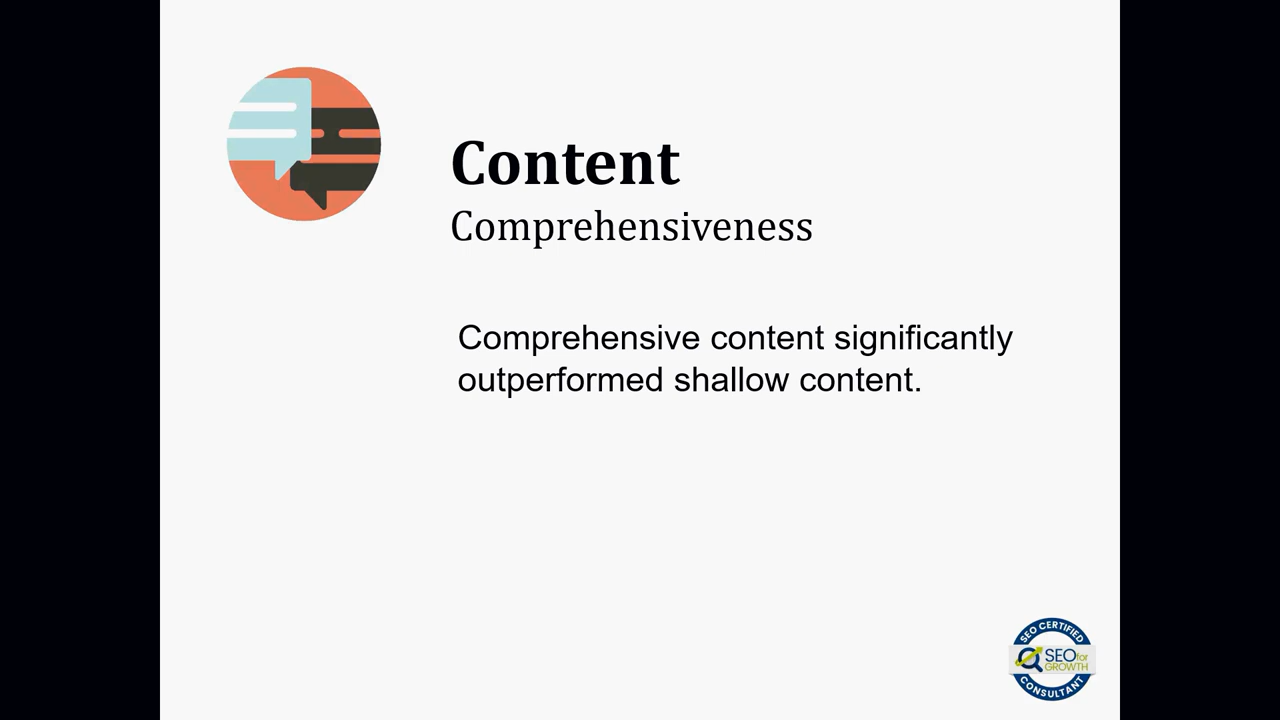 Content
Comprehensiveness
Comprehensive content significantly
outperformed shallow content.
SEO CERTIFIED
SEO for
GROWTH
CONSULTANT